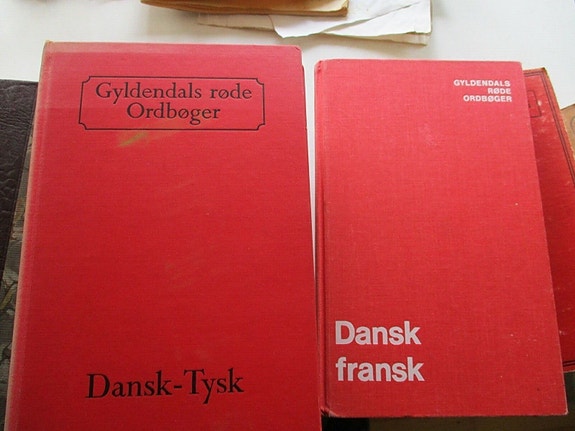 Gyldendals røde
Ordbøger
Dansk-Tysk
GYLDENDALS
RØDE
ORDBØGER
Dansk
fransk